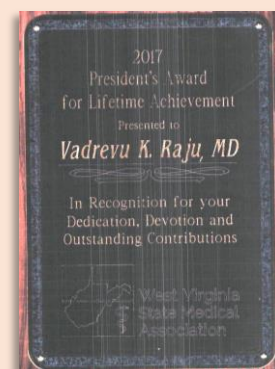 2017
President's Award
for Lifetime Achievement
Presented to
Vadrevu K. Raju, MD
In Recognition for your
Dedication, Devotion and
Outstanding Contributions
West Virginia
State Medical
Association